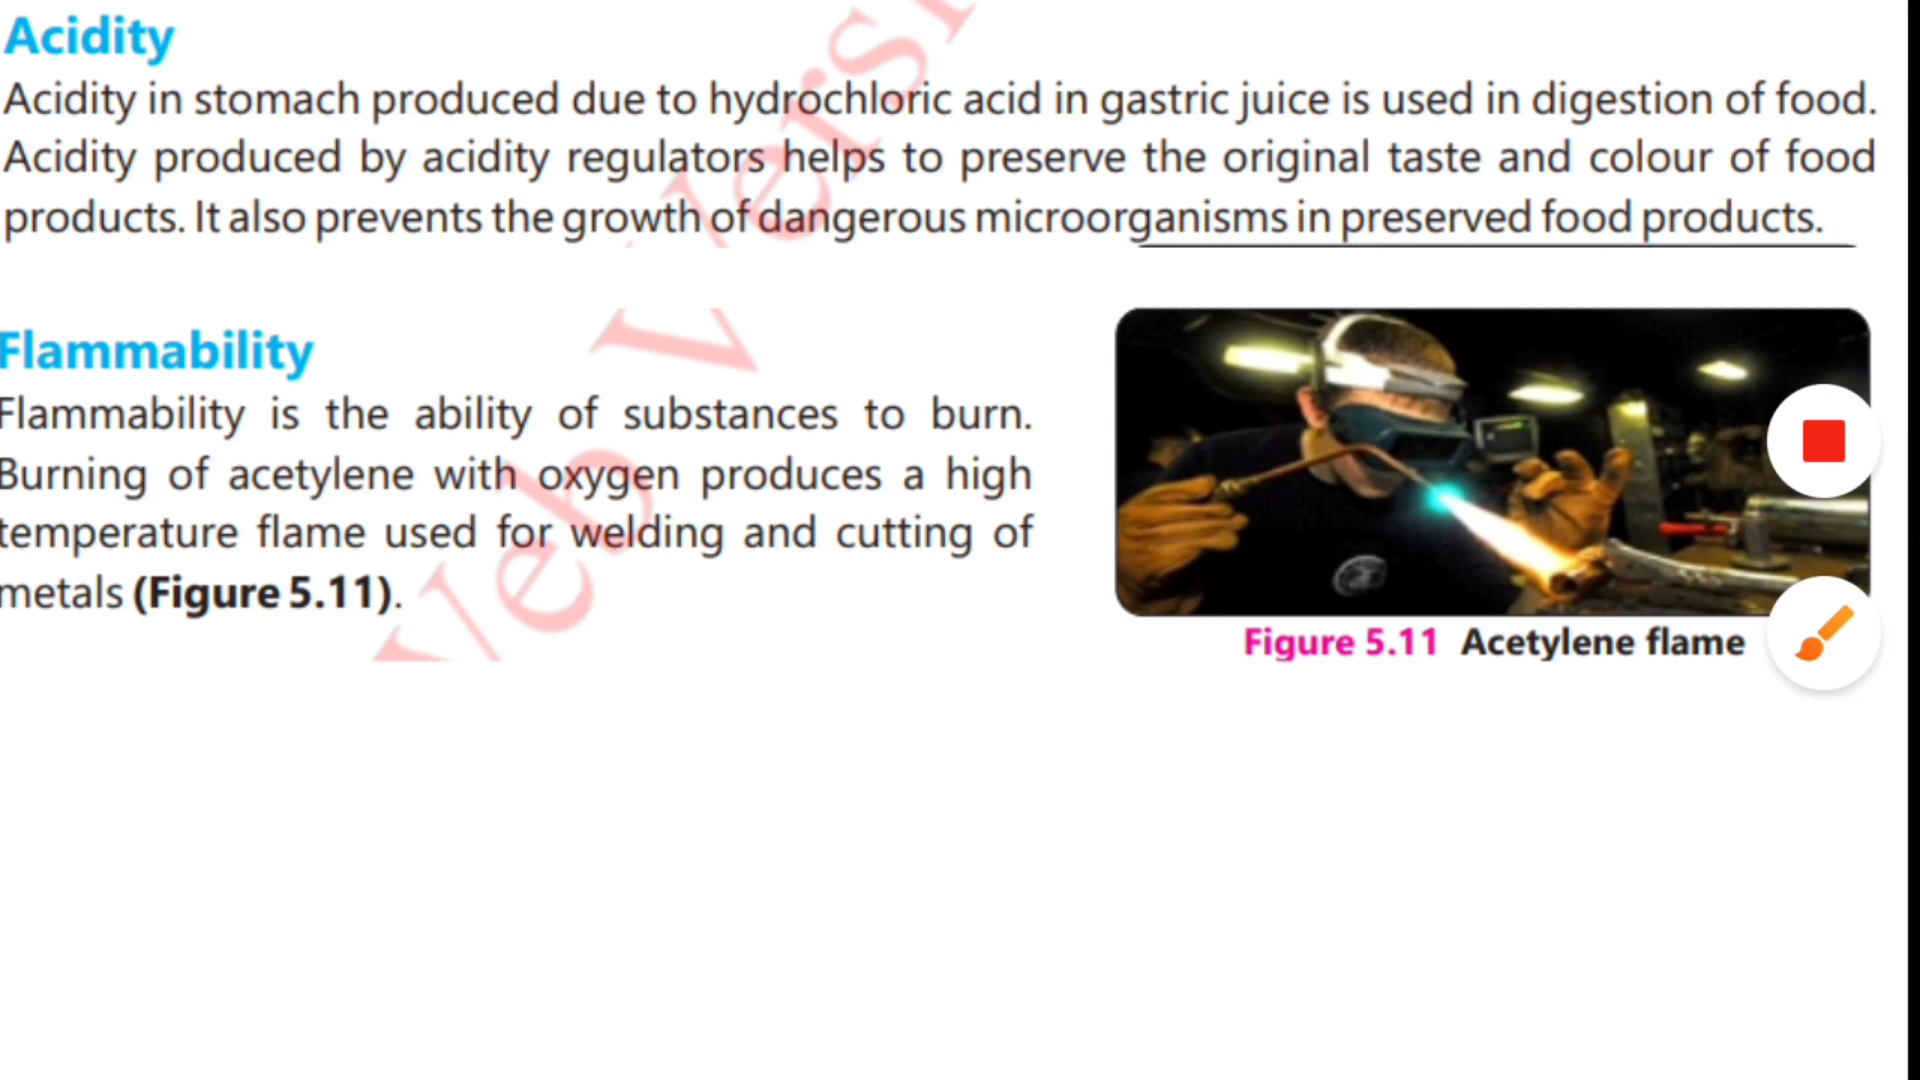 Acidity
Acidity in stomach produced due to hydrochloric acid in gastric juice is used in digestion of food.
Acidity produced by acidity regulators helps to preserve the original taste and colour of food
products. It also prevents the growth of dangerous microorganisms in preserved food products.
Flammability
Flammability is the ability of substances to burn.
Burning of acetylene with oxygen produces a high
temperature flame used for welding and cutting of
metals (Figure 5.11).
Figure 5.11 Acetylene flame
Web Versi